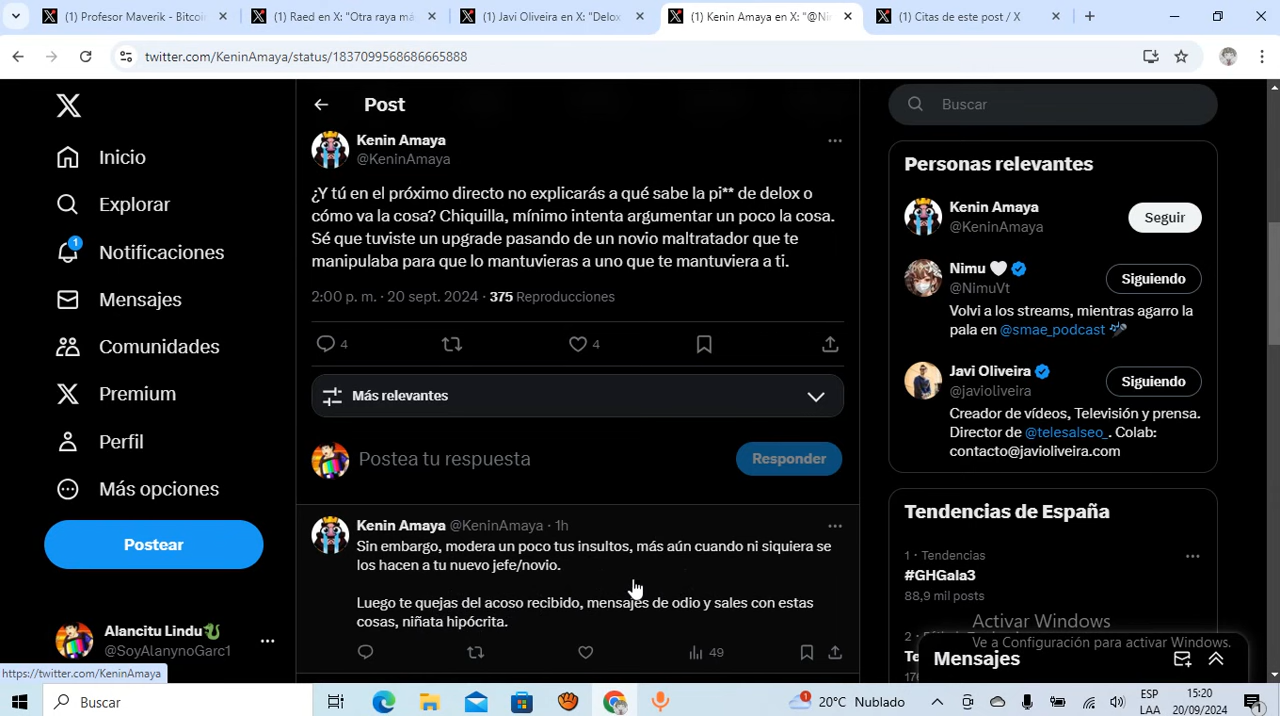 (1) Profesor Maverik - Bitcoi
(1) Raed en X: "Otra raya má
(1) Javi Oliveira en X: "Delox
(1) Kenin Amaya en X: "@Ni
(1) Citas de este post / X
twitter.com/KeninAmaya/status/1837099568686665888
Inicio
Explorar
1
Notificaciones
Mensajes
Comunidades
Premium
Perfil
Más opciones
Postear
Alancitu Lindu🐉
@SoyAlanynoGarc1
https://twitter.com/KeninAmaya
Post
Kenin Amaya
@KeninAmaya
¿Y tú en el próximo directo no explicarás a qué sabe la pi** de delox o
cómo va la cosa? Chiquilla, mínimo intenta argumentar un poco la cosa.
Sé que tuviste un upgrade pasando de un novio maltratador que te
manipulaba para que lo mantuvieras a uno que te mantuviera a ti.
2:00 p. m. · 20 sept. 2024 · 375 Reproducciones
4
4
Más relevantes
Postea tu respuesta
Responder
Kenin Amaya @KeninAmaya · 1h
Sin embargo, modera un poco tus insultos, más aún cuando ni siquiera se
los hacen a tu nuevo jefe/novio.
Luego te quejas del acoso recibido, mensajes de odio y sales con estas
cosas, niñata hipócrita.
49
Buscar
Personas relevantes
Kenin Amaya
@KeninAmaya
Seguir
Nimu 🤍
@NimuVt
Siguiendo
Volvi a los streams, mientras agarro la
pala en @smae_podcast
Javi Oliveira
@javioliveira
Siguiendo
Creador de vídeos, Televisión y prensa.
Director de @telesalseo_. Colab:
contacto@javioliveira.com
Tendencias de España
1 · Tendencias
#GHGala3
88,9 mil posts
2 ·
Activar Windows
Ve a Configuración para activar Windows.
Mensajes
Buscar
1
20°C Nublado
ESP
LAA
15:20
20/09/2024
1